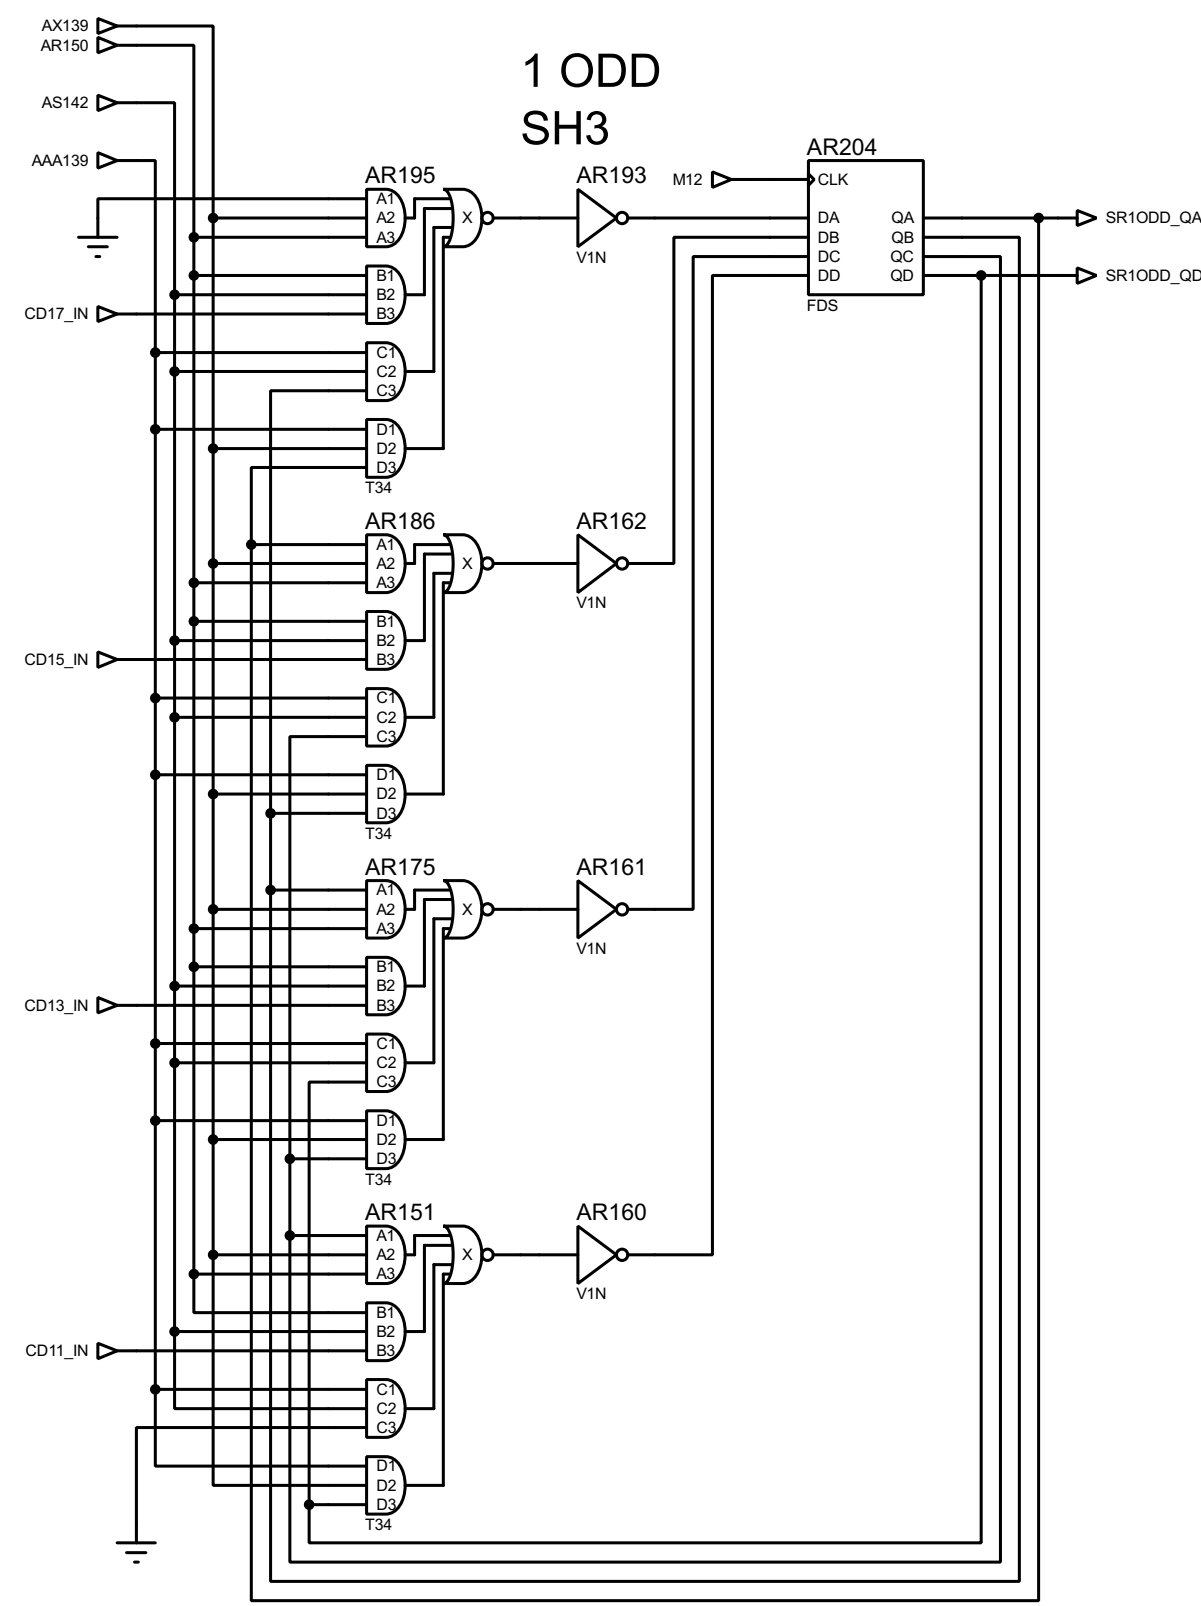 AX139
AR150
1 ODD
SH3
AS142
AAA139
AR195
AR193
AR204
M12
CLK
A1
A2
A3
X
V1N
DA
DB
DC
DD
QA
QB
QC
QD
FDS
SR1ODD_QA
SR1ODD_QD
B1
B2
B3
CD17_IN
C1
C2
C3
D1
D2
D3
T34
AR186
AR162
A1
A2
A3
X
V1N
B1
B2
B3
CD15_IN
C1
C2
C3
D1
D2
D3
T34
AR175
AR161
A1
A2
A3
X
V1N
B1
B2
B3
CD13_IN
C1
C2
C3
D1
D2
D3
T34
AR151
AR160
A1
A2
A3
X
V1N
B1
B2
B3
CD11_IN
C1
C2
C3
D1
D2
D3
T34